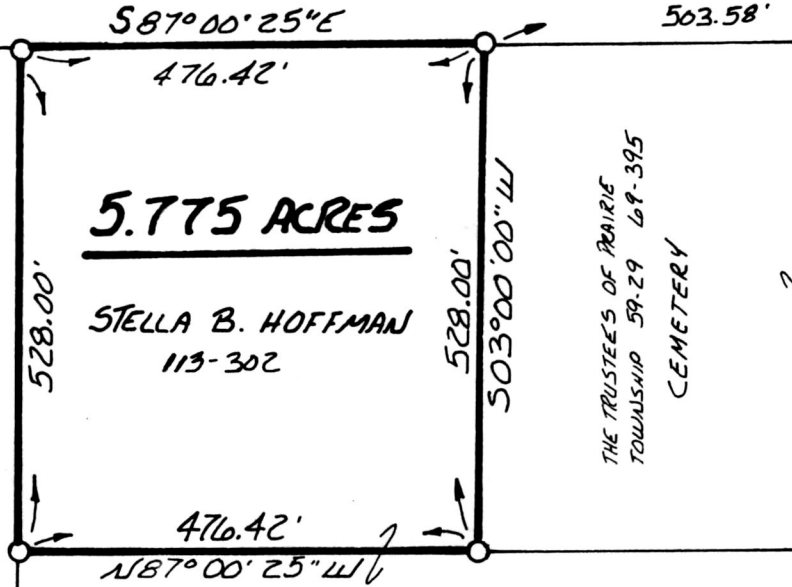 S87°00'25"E
503.58'
476.42'
5.775 ACRES
STELLA B. HOFFMAN
113-302
528.00'
528.00'
S03°00'00"W
THE TRUSTEES OF PRAIRIE
TOWNSHIP 59-29 69-395
CEMETERY
476.42'
N87°00'25"W